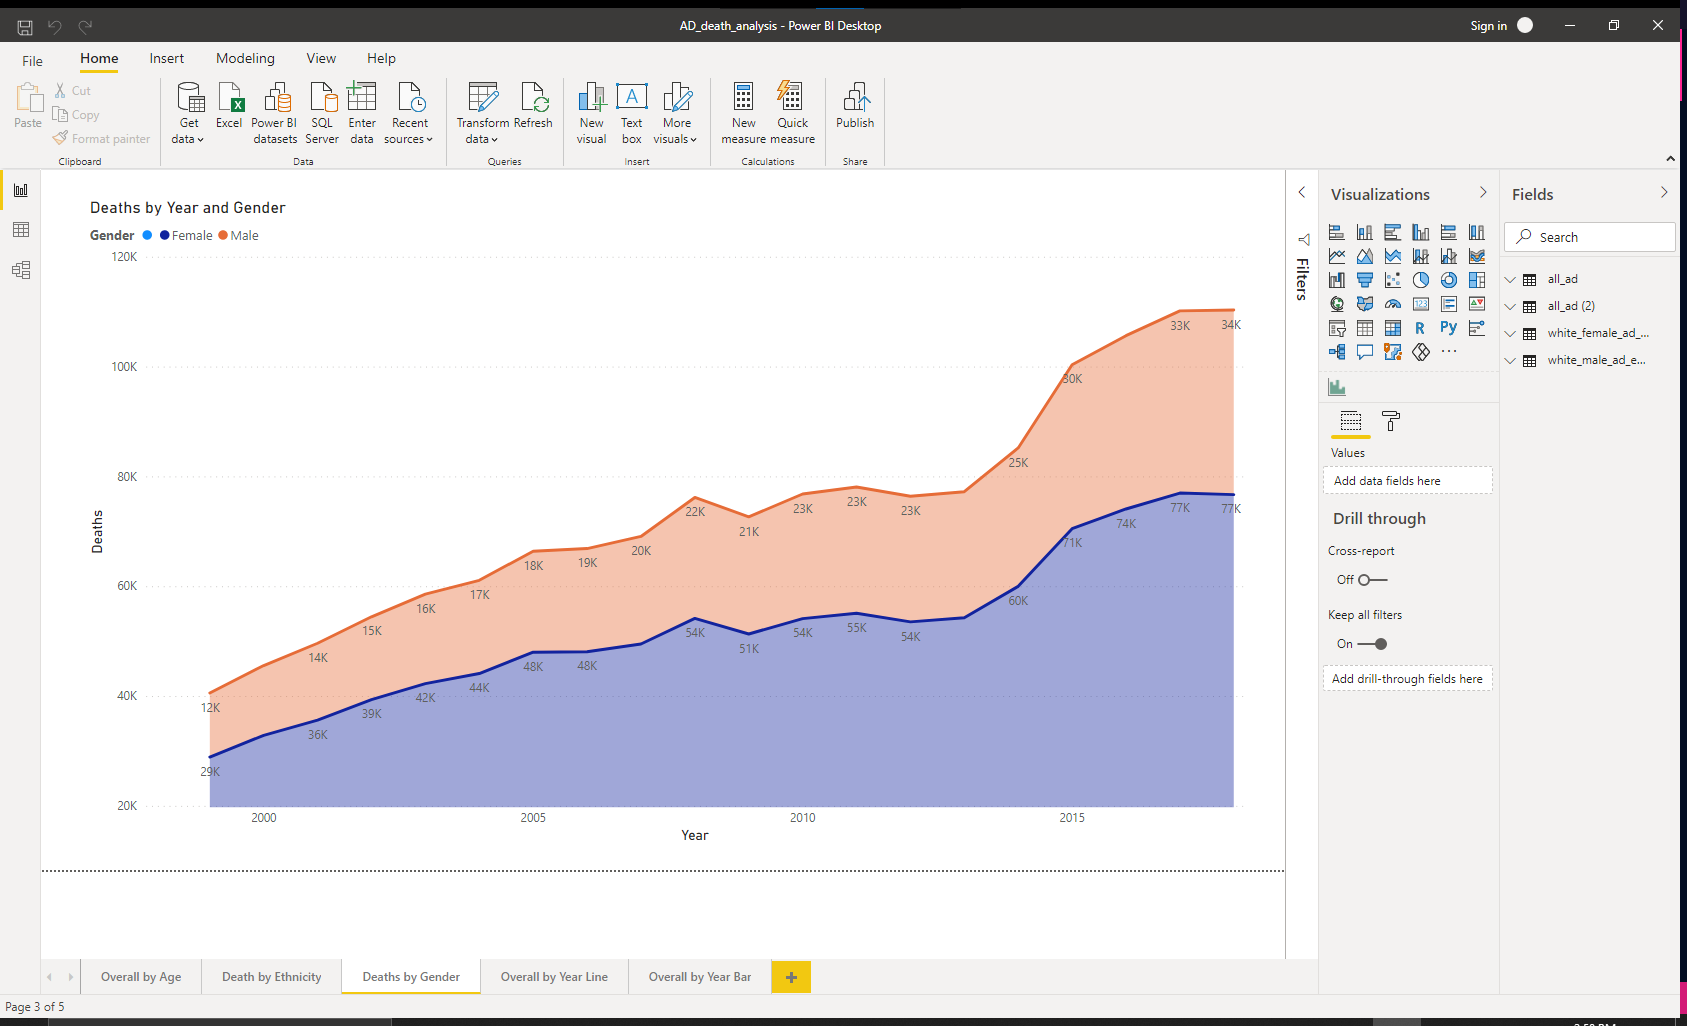 AD_death_analysis - Power BI Desktop
Sign in
File
Home
Insert
Modeling
View
Help
Paste
Cut
Copy
Format painter
Clipboard
Get data
Excel
Power BI datasets
SQL Server
Enter data
Recent sources
Data
Transform data
Refresh
Queries
New visual
Text box
More visuals
Insert
New measure
Quick measure
Calculations
Publish
Share
Deaths by Year and Gender
Gender Female Male
120K
100K
80K
60K
40K
20K
Deaths
12K
14K
15K
16K
17K
18K
19K
20K
22K
21K
23K
23K
23K
25K
30K
33K
34K
29K
36K
39K
42K
44K
48K
48K
54K
51K
54K
55K
54K
60K
71K
74K
77K
77K
2000
2005
2010
2015
Year
Filters
Visualizations
123
R
Py
Values
Add data fields here
Drill through
Cross-report
Off
Keep all filters
On
Add drill-through fields here
Fields
Search
all_ad
all_ad (2)
white_female_ad_...
white_male_ad_e...
Overall by Age
Death by Ethnicity
Deaths by Gender
Overall by Year Line
Overall by Year Bar
Page 3 of 5